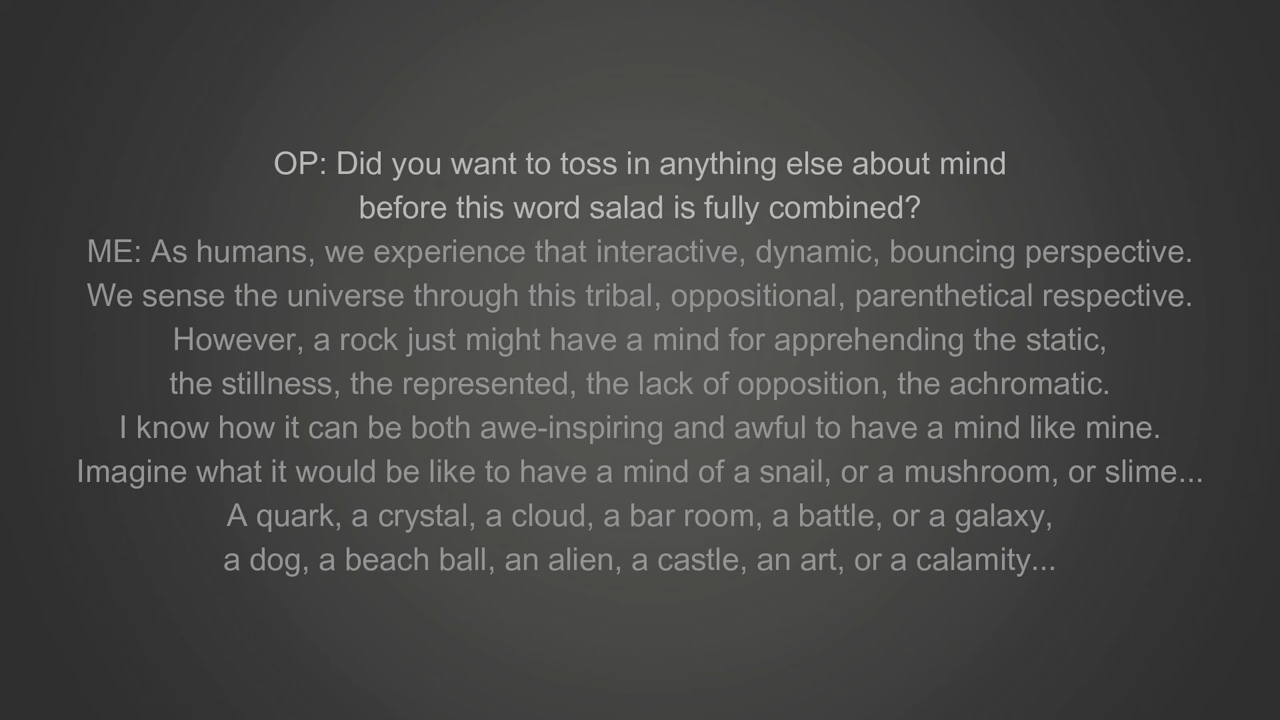 OP: Did you want to toss in anything else about mind
before this word salad is fully combined?
ME: As humans, we experience that interactive, dynamic, bouncing perspective.
We sense the universe through this tribal, oppositional, parenthetical respective.
However, a rock just might have a mind for apprehending the static,
the stillness, the represented, the lack of opposition, the achromatic.
I know how it can be both awe-inspiring and awful to have a mind like mine.
Imagine what it would be like to have a mind of a snail, or a mushroom, or slime...
A quark, a crystal, a cloud, a bar room, a battle, or a galaxy,
a dog, a beach ball, an alien, a castle, an art, or a calamity...